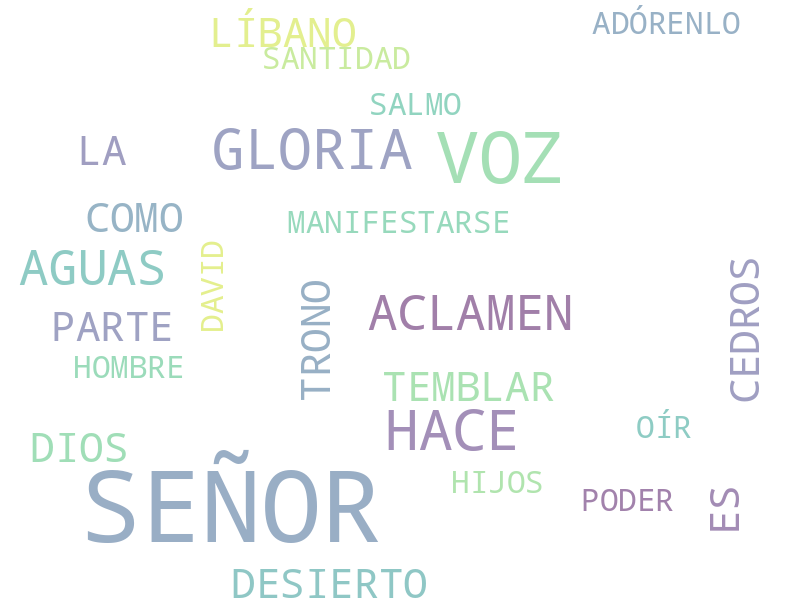 LÍBANO
ADÓRENLO
SANTIDAD
SALMO
LA
GLORIA
VOZ
COMO
MANIFESTARSE
AGUAS
DAVID
PARTE
TRONO
ACLAMEN
CEDROS
HOMBRE
TEMBLAR
HACE
OÍR
DIOS
HIJOS
PODER
ES
SEÑOR
DESIERTO